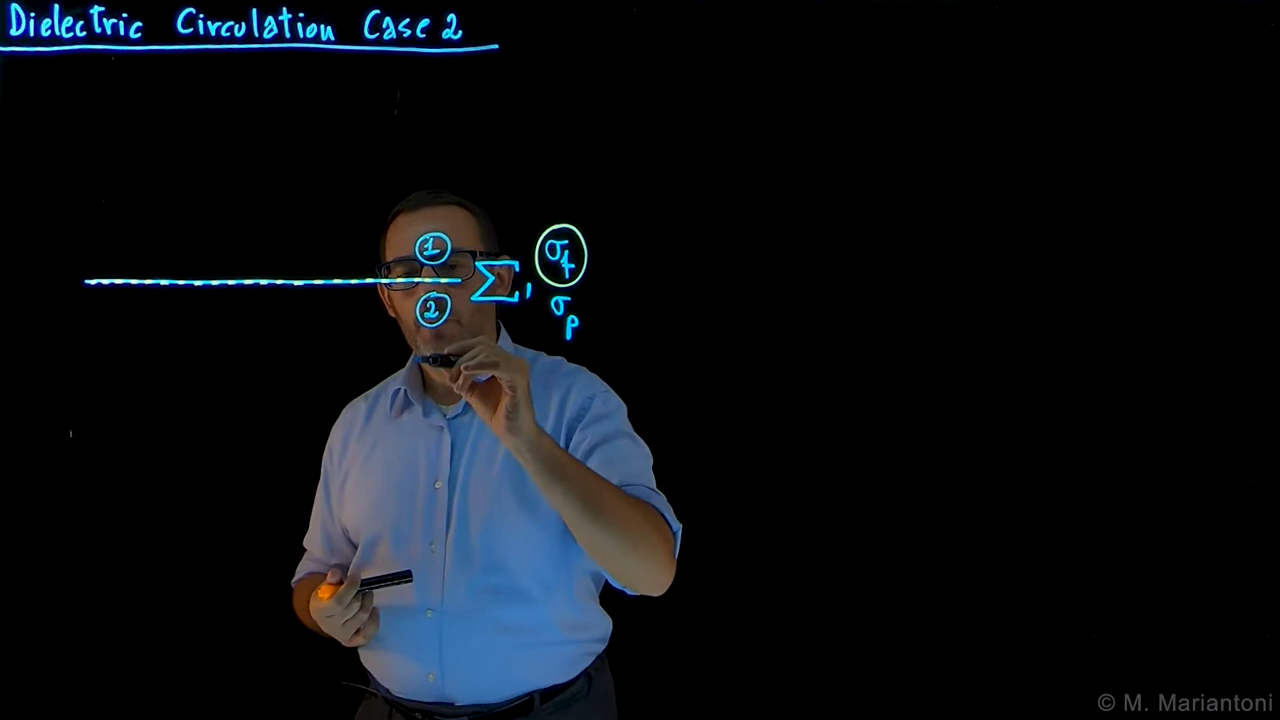 Dielectric Circulation Case 2
1
Σ, σf
2
σp
© M. Mariantoni